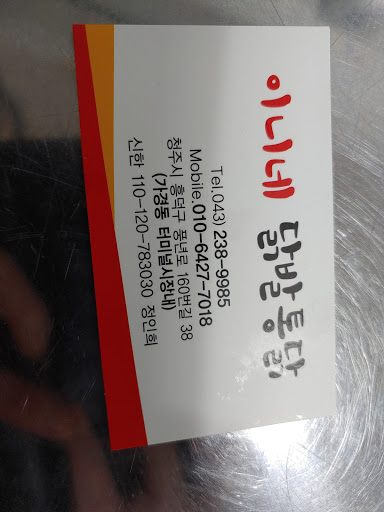 이니네 닭발통닭
Tel.043) 238-9985
Mobile.010-6427-7018
청주시 흥덕구 풍년로 160번길 38
(가경동 터미널시장내)
신한 110-120-783030 정인희